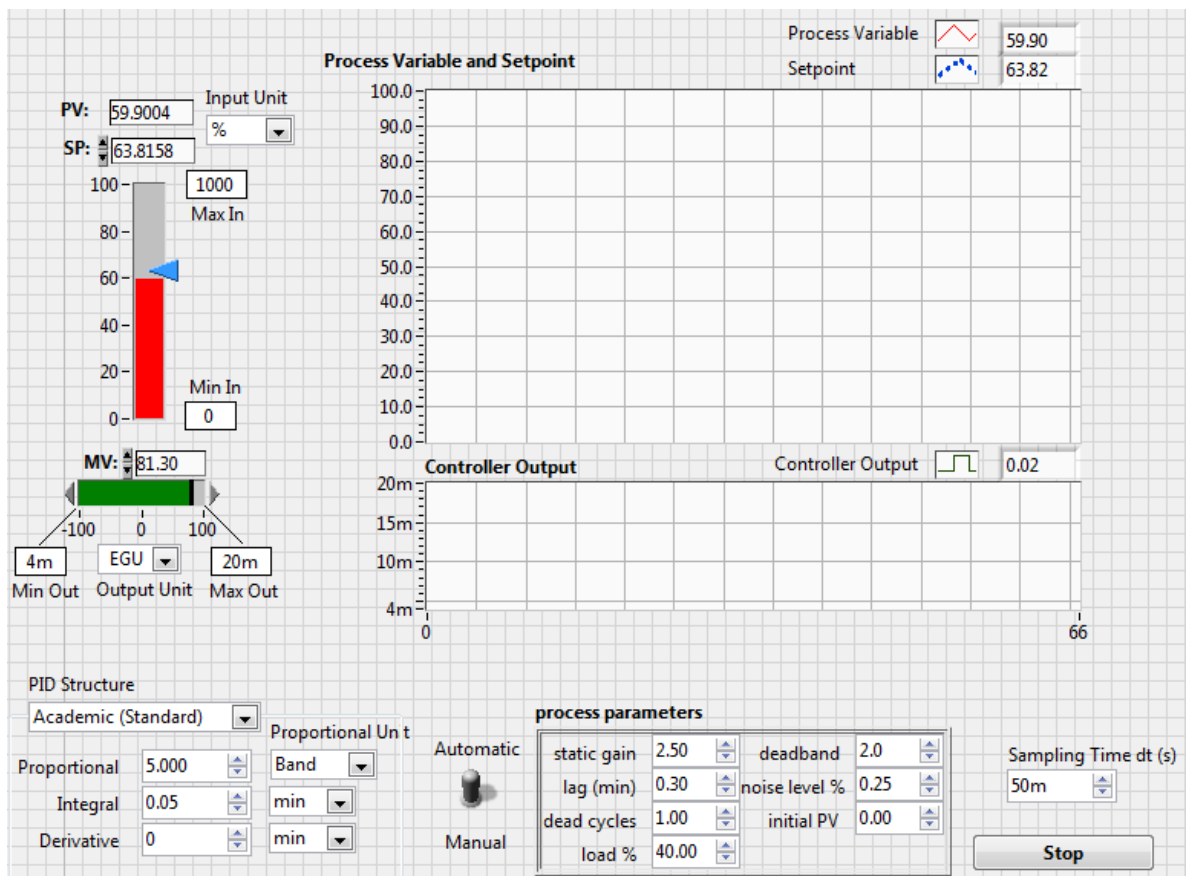 Process Variable
59.90
Process Variable and Setpoint
Setpoint
63.82
PV:
59.9004
Input Unit
%
SP:
63.8158
100
80
60
40
20
0
1000
Max In
Min In
0
100.0
90.0
80.0
70.0
60.0
50.0
40.0
30.0
20.0
10.0
0.0
MV:
81.30
-100
0
100
4m
EGU
20m
Min Out
Output Unit
Max Out
Controller Output
Controller Output
0.02
20m
15m
10m
4m
0
66
PID Structure
Academic (Standard)
Proportional Un t
Proportional
5.000
Band
Integral
0.05
min
Derivative
0
min
Automatic
Manual
process parameters
static gain
2.50
deadband
2.0
lag (min)
0.30
noise level %
0.25
dead cycles
1.00
initial PV
0.00
load %
40.00
Sampling Time dt (s)
50m
Stop